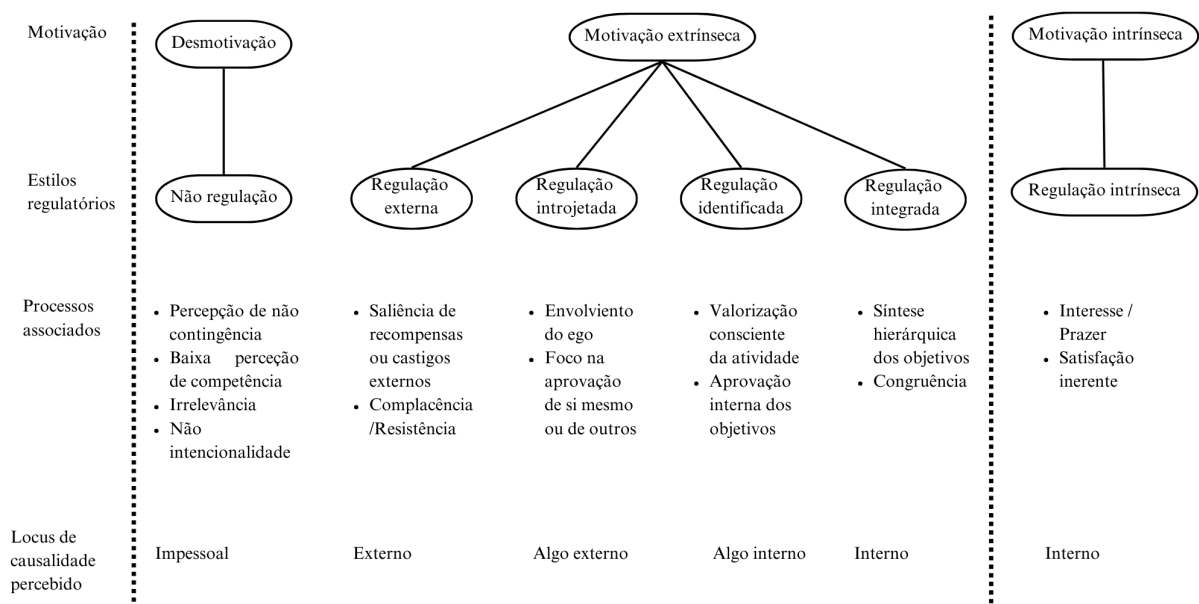 Motivação
Desmotivação
Motivação extrínseca
Motivação intrínseca
Estilos
regulatórios
Não regulação
Regulação
externa
Regulação
introjetada
Regulação
identificada
Regulação
integrada
Regulação intrínseca
Processos
associados
• Percepção de não
contingência
• Baixa perceção
de competência
• Irrelevância
• Não
intencionalidade
• Saliência de
recompensas
ou castigos
externos
• Complacência
/Resistência
• Envolviento
do ego
• Foco na
aprovação
de si mesmo
ou de outros
• Valorização
consciente
da atividade
• Aprovação
interna dos
objetivos
• Síntese
hierárquica
dos objetivos
• Congruência
• Interesse /
Prazer
• Satisfação
inerente
Locus de
causalidade
percebido
Impessoal
Externo
Algo externo
Algo interno
Interno
Interno